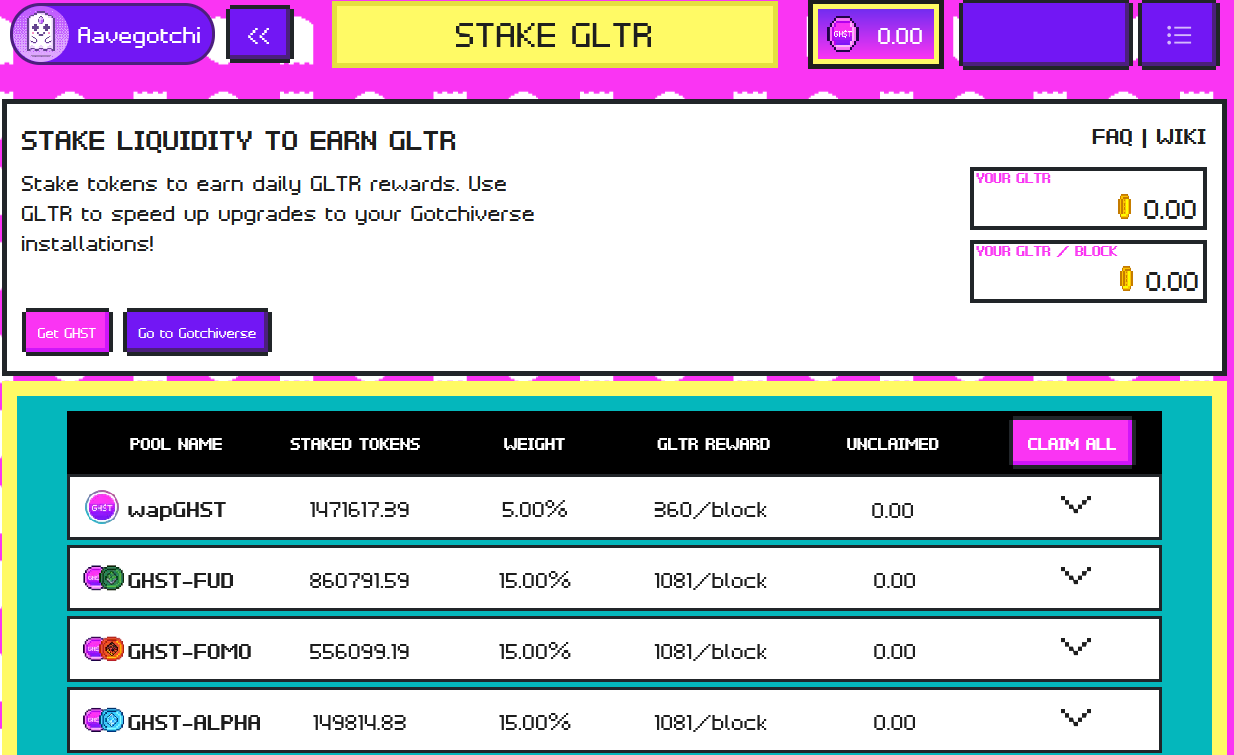 Aavegotchi
<<
STAKE GLTR
GHST 0.00
STAKE LIQUIDITY TO EARN GLTR
FAQ | WIKI
Stake tokens to earn daily GLTR rewards. Use
GLTR to speed up upgrades to your Gotchiverse
installations!
YOUR GLTR
0.00
YOUR GLTR / BLOCK
0.00
Get GHST
Go to Gotchiverse
POOL NAME STAKED TOKENS WEIGHT GLTR REWARD UNCLAIMED CLAIM ALL
GHST wapGHST 1471617.39 5.00% 360/block 0.00
GHST-FUD 860791.59 15.00% 1081/block 0.00
GHST-FOMO 556099.19 15.00% 1081/block 0.00
GHST-ALPHA 149814.83 15.00% 1081/block 0.00